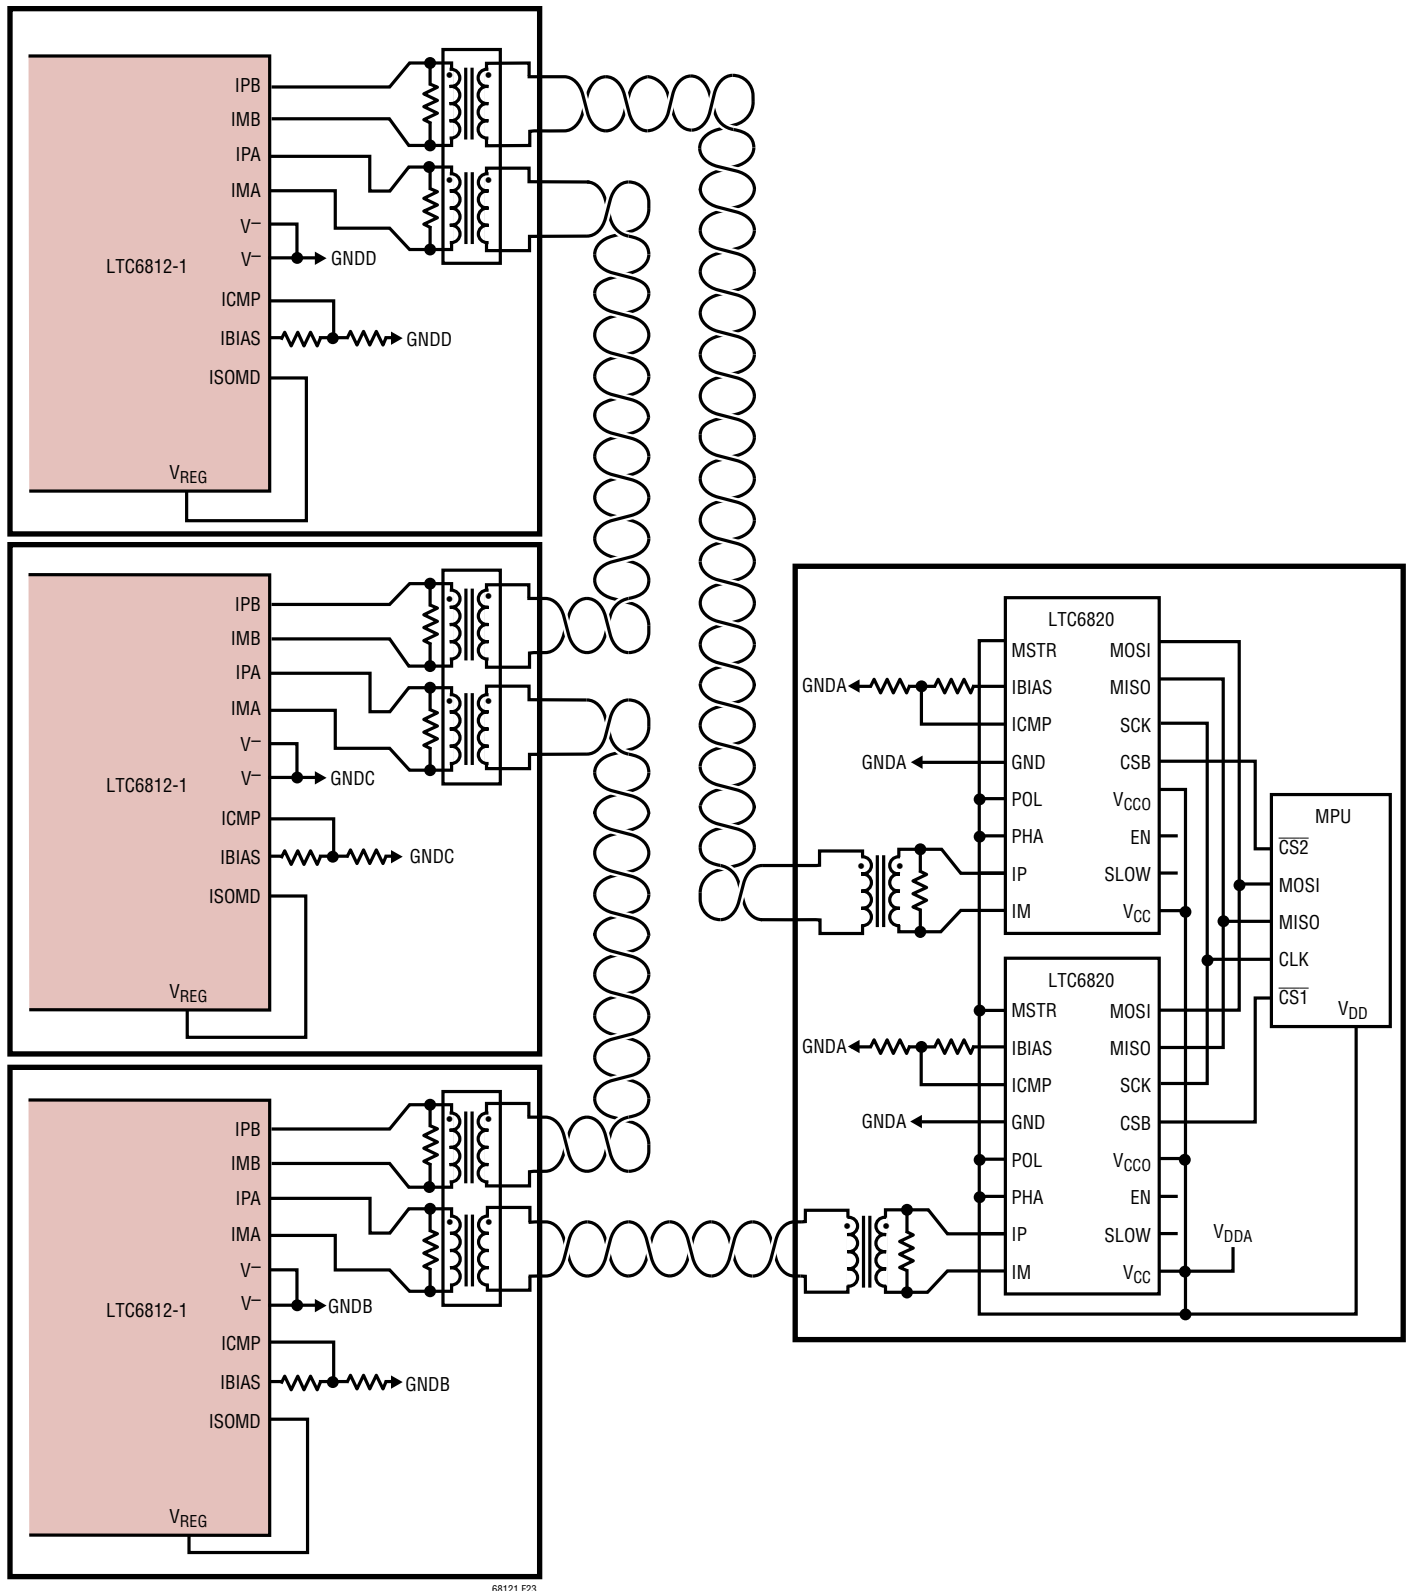 IPB
IMB
IPA
IMA
V–
V–
GNDD
LTC6812-1
ICMP
IBIAS
GNDD
ISOMD
VREG
IPB
IMB
IPA
IMA
V–
V–
GNDC
LTC6812-1
ICMP
IBIAS
GNDC
ISOMD
VREG
IPB
IMB
IPA
IMA
V–
V–
GNDB
LTC6812-1
ICMP
IBIAS
GNDB
ISOMD
VREG
LTC6820
MSTR MOSI
GNDA IBIAS MISO
ICMP SCK
GNDA GND CSB
POL VCCO
PHA EN
IP SLOW
IM VCC
MPU
CS2
MOSI
MISO
CLK
CS1
VDD
LTC6820
MSTR MOSI
GNDA IBIAS MISO
ICMP SCK
GNDA GND CSB
POL VCCO
PHA EN
IP SLOW
IM VCC
VDDA
68121 F23